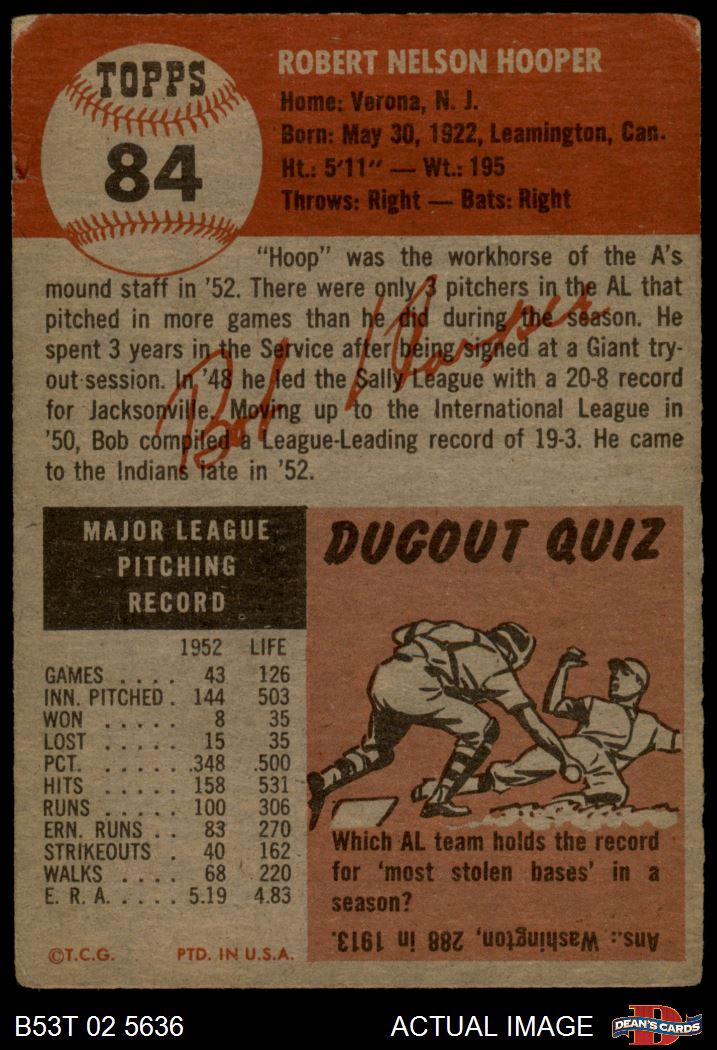 TOPPS
84
ROBERT NELSON HOOPER
Home: Verona, N. J.
Born: May 30, 1922, Leamington, Can.
Ht.: 5'11" — Wt.: 195
Throws: Right — Bats: Right
"Hoop" was the workhorse of the A's
mound staff in '52. There were only 3 pitchers in the AL that
pitched in more games than he did during the season. He
spent 3 years in the Service after being signed at a Giant try-
out session. In '48 he led the Sally League with a 20-8 record
for Jacksonville. Moving up to the International League in
'50, Bob compiled a League-Leading record of 19-3. He came
to the Indians late in '52.
Bob Hooper
MAJOR LEAGUE
PITCHING
RECORD
1952 LIFE
GAMES . . . . 43 126
INN. PITCHED . 144 503
WON . . . . . 8 35
LOST . . . . . 15 35
PCT. . . . . . .348 .500
HITS . . . . . 158 531
RUNS . . . . . 100 306
ERN. RUNS . . 83 270
STRIKEOUTS . 40 162
WALKS . . . . 68 220
E. R. A. . . . . 5.19 4.83
©T.C.G. PTD. IN U.S.A.
DUGOUT QUIZ
Which AL team holds the record
for 'most stolen bases' in a
season?
Ans.: Washington, 288 in 1913.
B53T 02 5636
ACTUAL IMAGE
D
DEAN'S CARDS